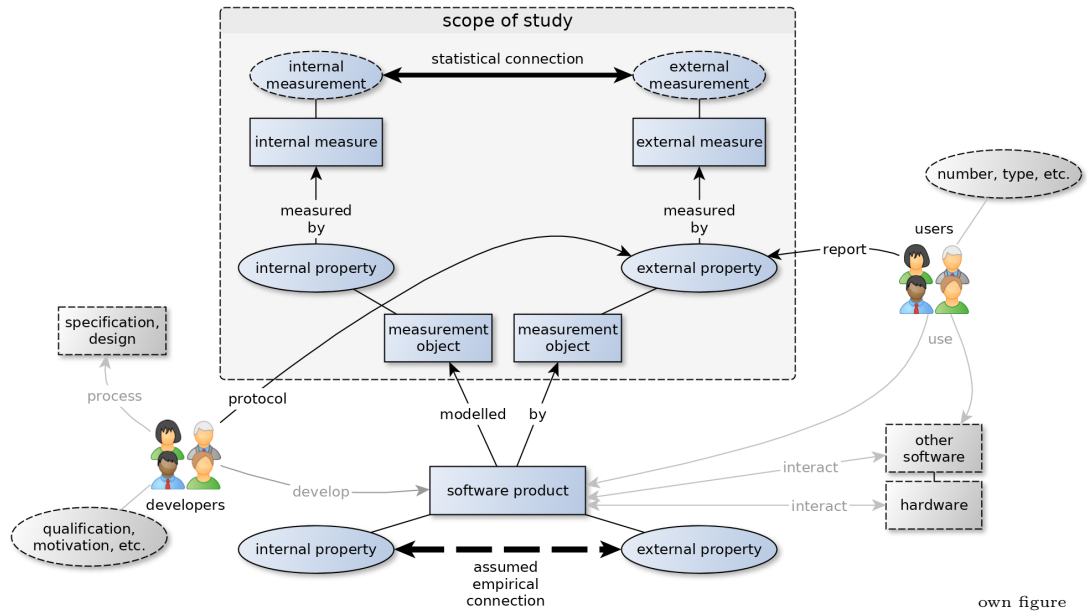 scope of study
internal
measurement
statistical connection
external
measurement
internal measure
external measure
number, type, etc.
measured
by
measured
by
users
report
internal property
external property
specification,
design
measurement
object
measurement
object
use
process
protocol
modelled by
other
software
interact
develop
software product
hardware
interact
developers
qualification,
motivation, etc.
internal property
external property
assumed
empirical
connection
own figure